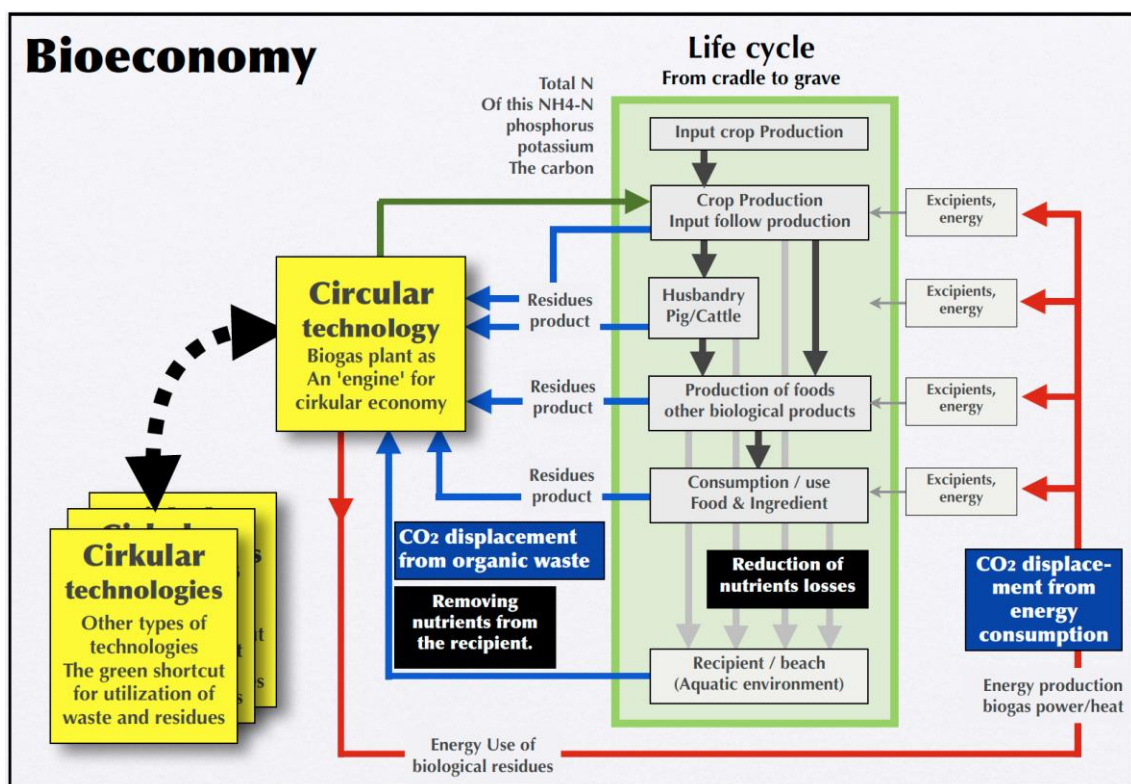 Bioeconomy
Life cycle
From cradle to grave
Total N
Of this NH4-N
phosphorus
potassium
The carbon
Input crop Production
Crop Production
Input follow production
Excipients,
energy
Husbandry
Pig/Cattle
Excipients,
energy
Residues
product
Circular
technology
Biogas plant as
An 'engine' for
cirkular economy
Production of foods
other biological products
Excipients,
energy
Residues
product
Consumption / use
Food & Ingredient
Excipients,
energy
Residues
product
CO2 displacement
from organic waste
Removing
nutrients from
the recipient.
Reduction of
nutrients losses
CO2 displace-
ment from
energy
consumption
Cirkular
technologies
Other types of
technologies
The green shortcut
for utilization of
waste and residues
Recipient / beach
(Aquatic environment)
Energy production
biogas power/heat
Energy Use of
biological residues